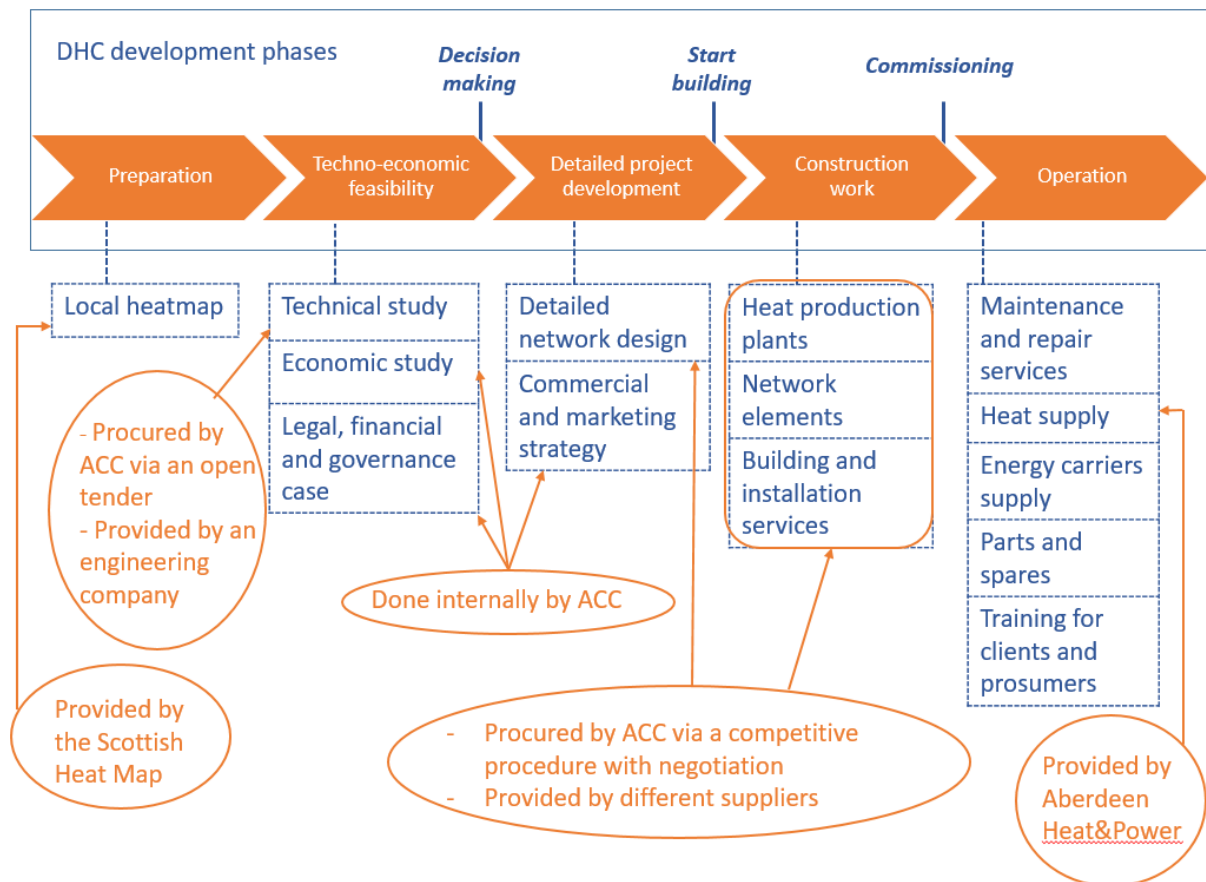 DHC development phases
Decision
making
Start
building
Commissioning
Preparation
Techno-economic
feasibility
Detailed project
development
Construction
work
Operation
Local heatmap
Technical study
Economic study
Legal, financial
and governance
case
Detailed
network design
Commercial
and marketing
strategy
Heat production
plants
Network
elements
Building and
installation
services
Maintenance
and repair
services
Heat supply
Energy carriers
supply
Parts and
spares
Training for
clients and
prosumers
- Procured by
ACC via an open
tender
- Provided by an
engineering
company
Done internally by ACC
Provided by
the Scottish
Heat Map
- Procured by ACC via a competitive
procedure with negotiation
- Provided by different suppliers
Provided by
Aberdeen
Heat&Power